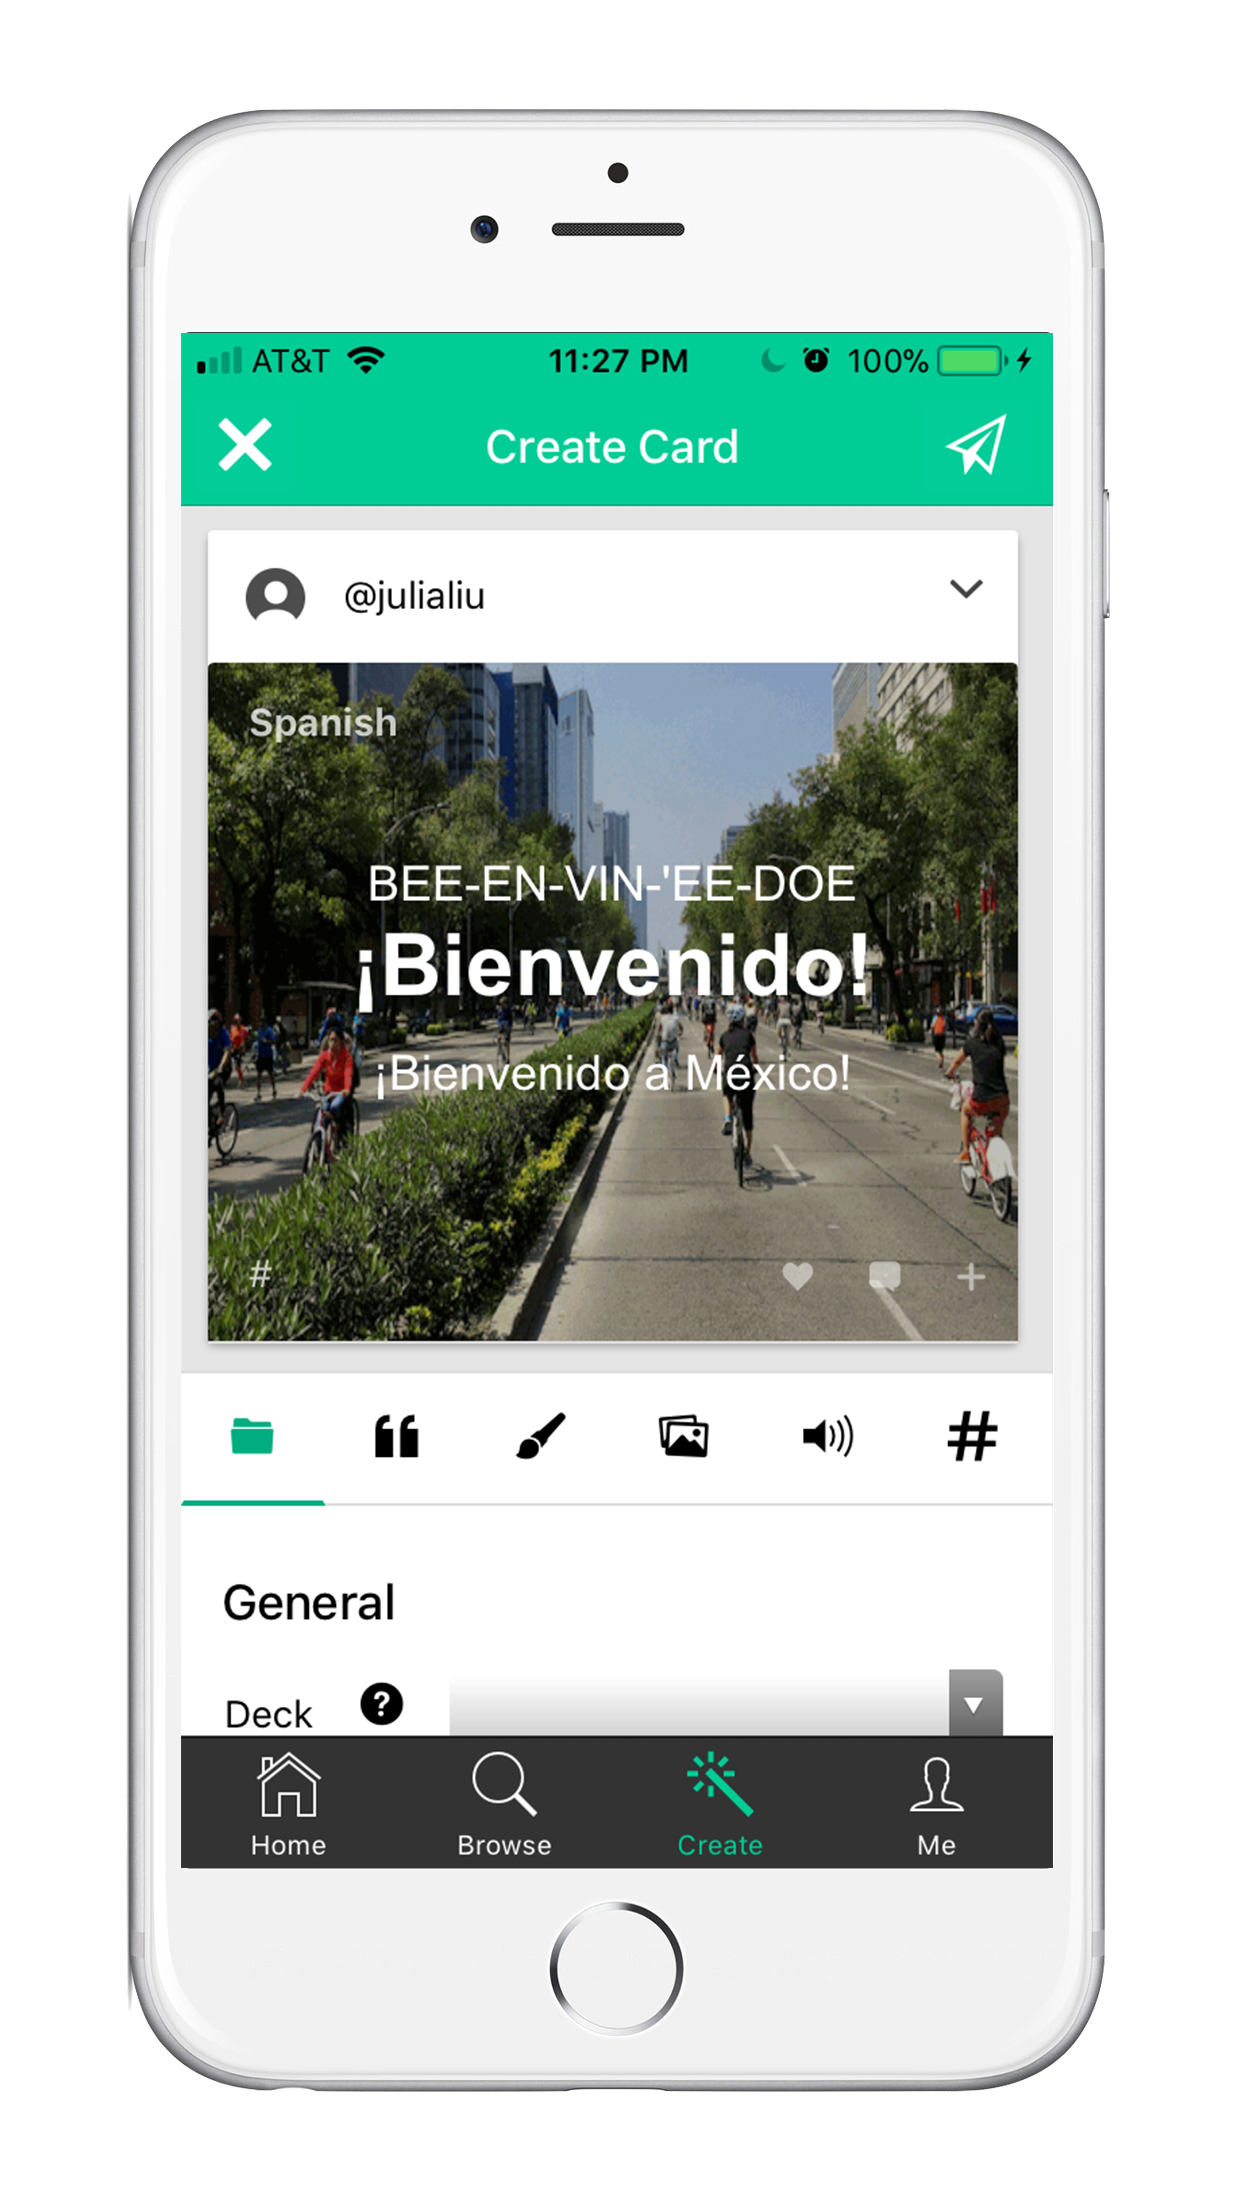 AT&T 11:27 PM 100%
Create Card
@julialiu
Spanish
BEE-EN-VIN-'EE-DOE
¡Bienvenido!
¡Bienvenido a México!
#
#
General
Deck ?
Home Browse Create Me